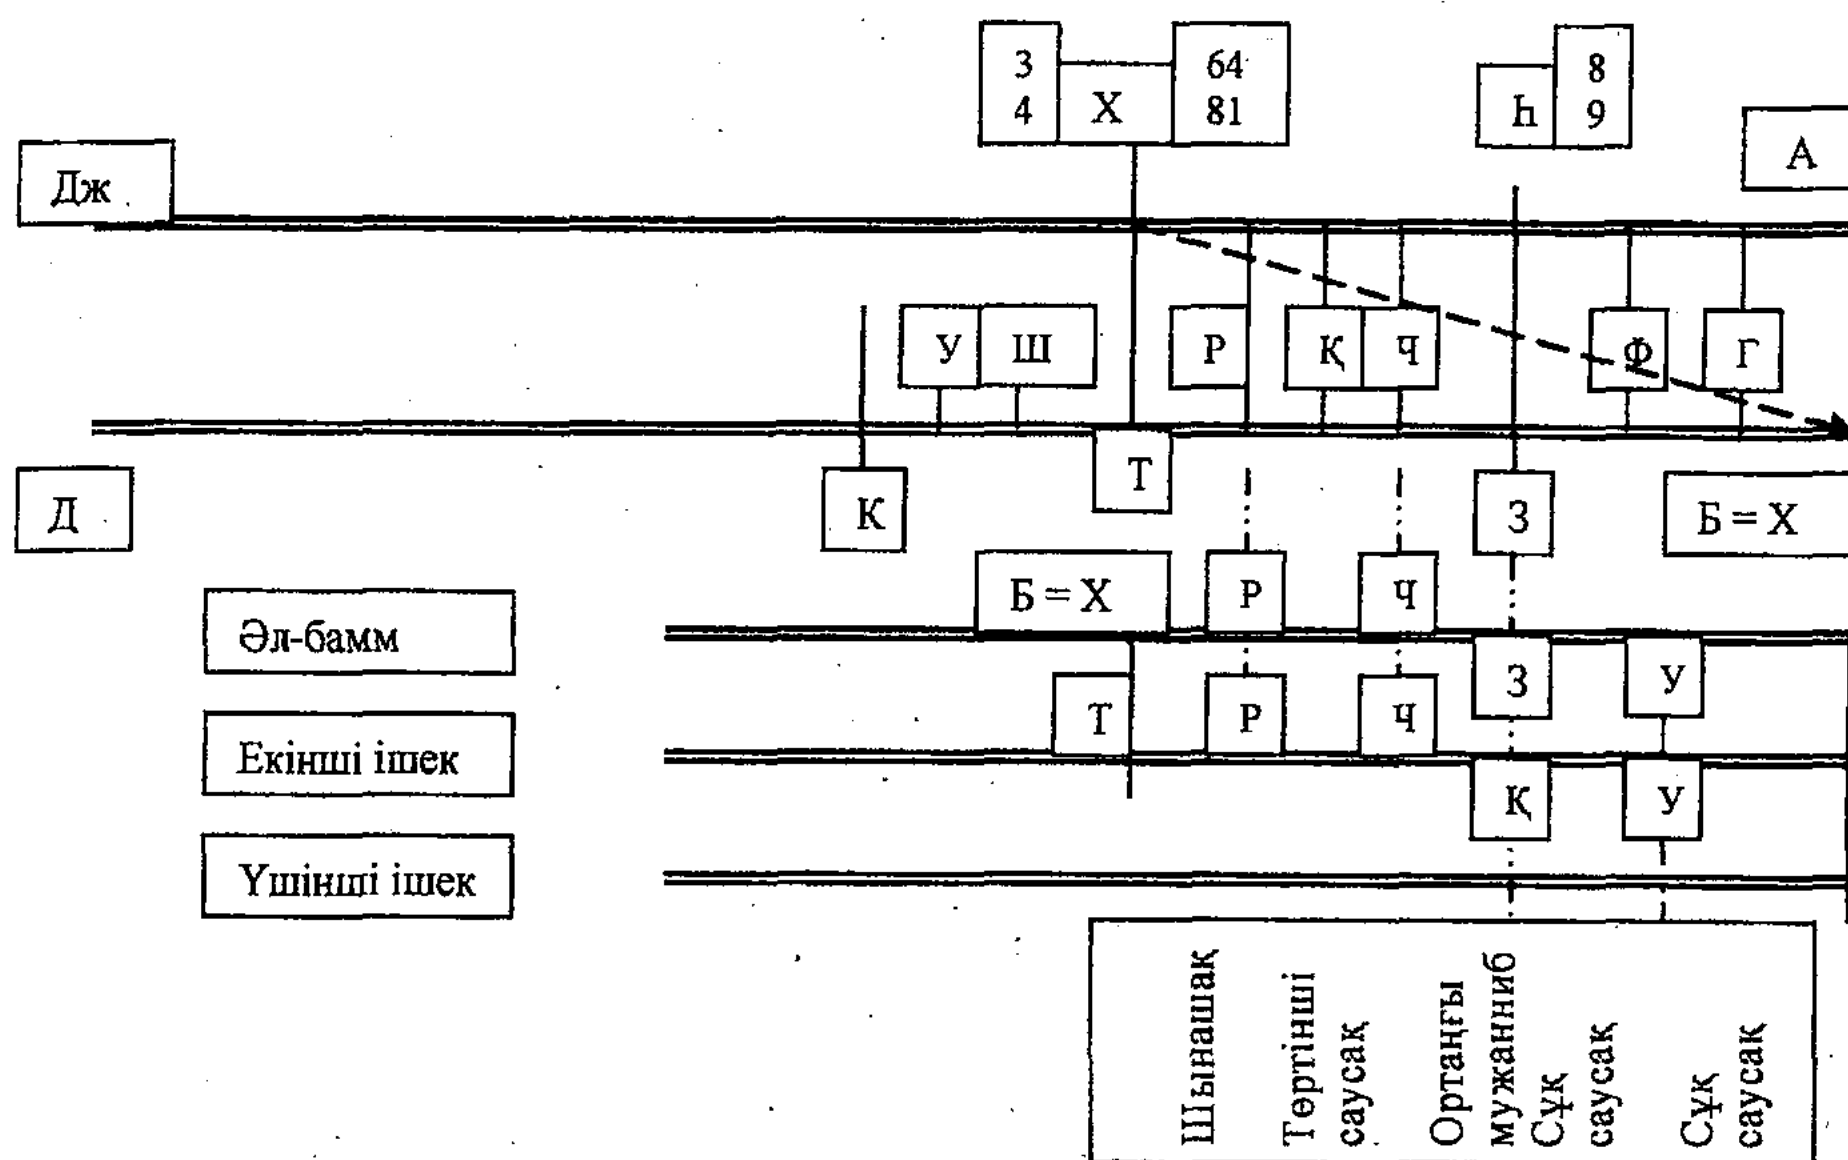 3 64 8
4 Х 81 һ 9
А
Дж
У Ш Р Қ Ч Ф Г
Т
Д К З Б = Х
Б = Х Р Ч
Әл-бамм
З У
Т Р Ч
Екінші ішек
Қ У
Үшінші ішек
Шынашақ
Төртінші
саусақ
Ортаңғы
мужанниб
Сұқ
саусақ
Сұқ
саусақ